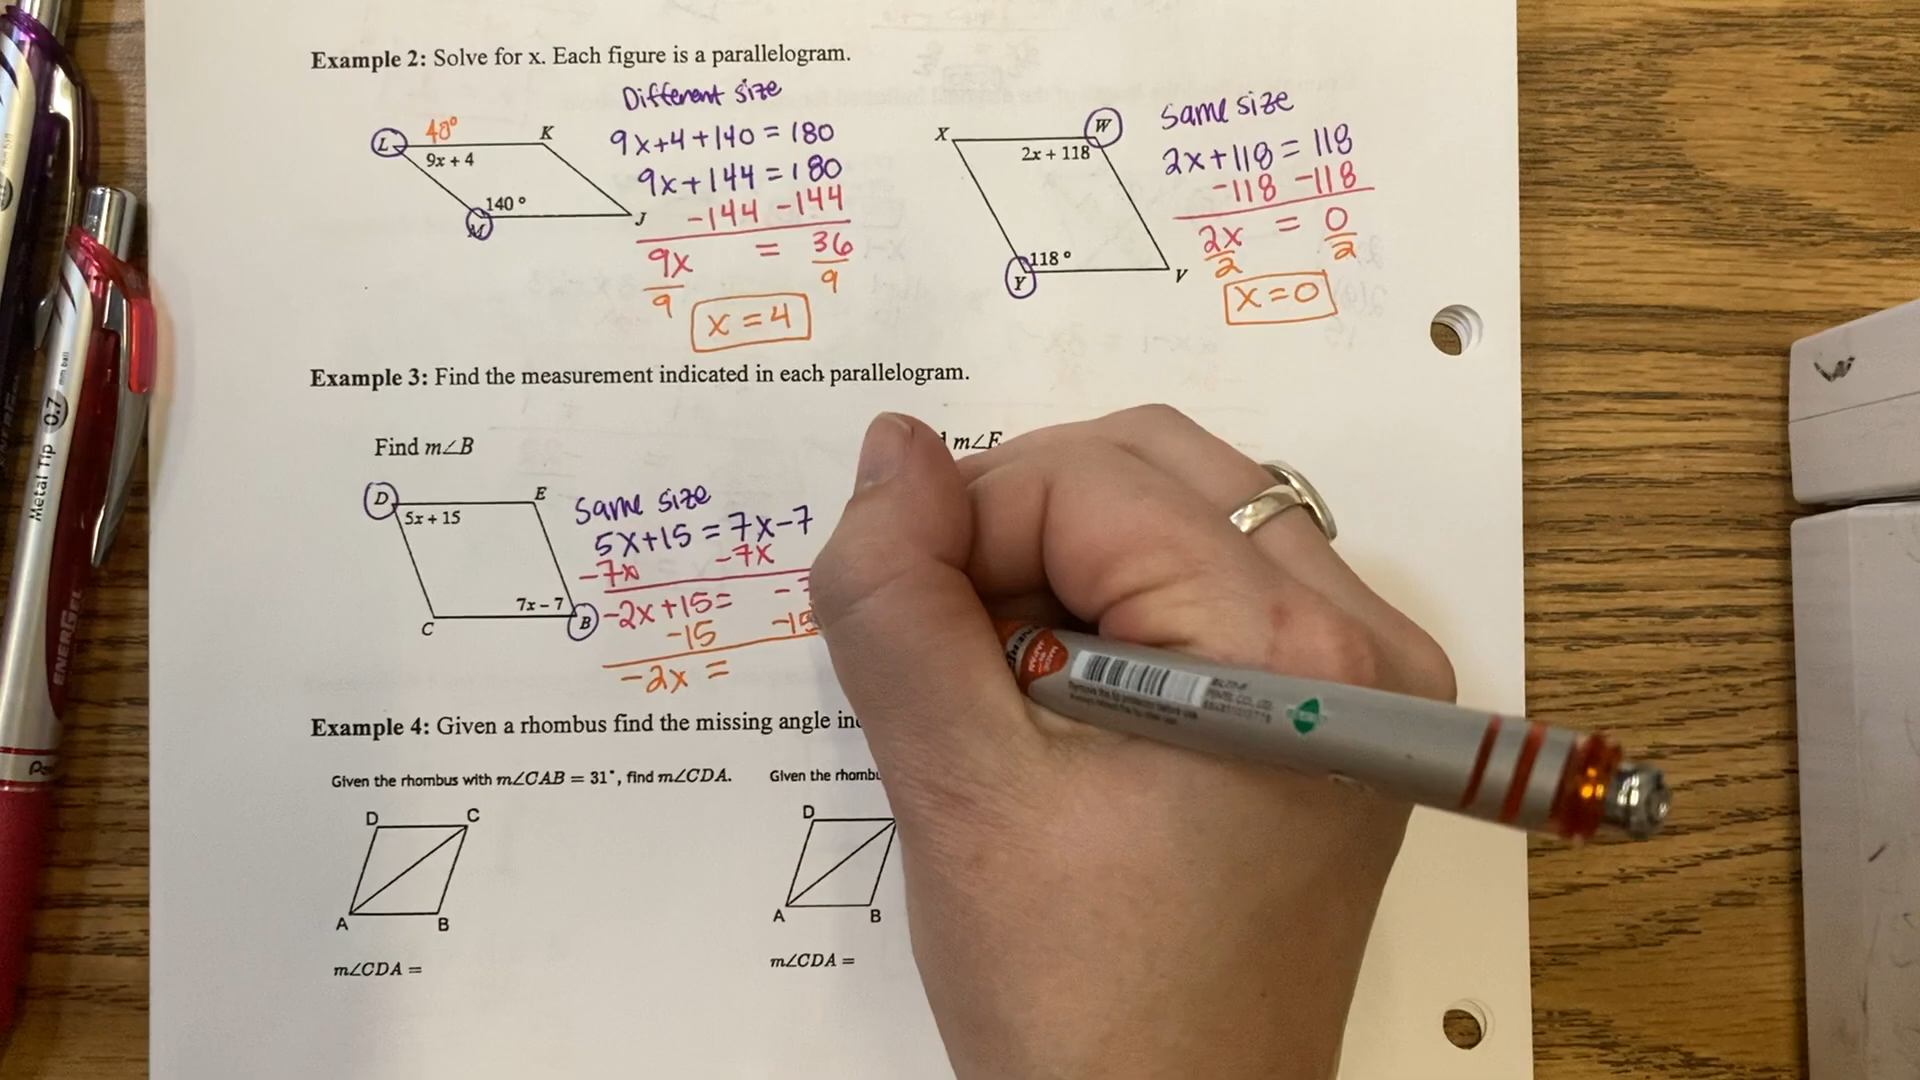 Example 2: Solve for x. Each figure is a parallelogram.
Different size
L 40° K
9x + 4
140 °
M J
9x+4+140 = 180
9x+144=180
-144 -144
9x = 36
9 9
x = 4
X W
2x + 118
118 °
Y V
Same size
2x+118 = 118
-118 -118
2x = 0
2 2
x=0
Example 3: Find the measurement indicated in each parallelogram.
Find m∠B
m∠F
D E
5x + 15
7x – 7
C B
Same size
5x+15 = 7x-7
-7x -7x
-2x+15= -
-15 -15
-2x =
Example 4: Given a rhombus find the missing angle
Given the rhombus with m∠CAB = 31°, find m∠CDA.
D C
A B
m∠CDA =
Given the
D
A B
m∠CDA =
Metal Tip 0.7
ENERGEL